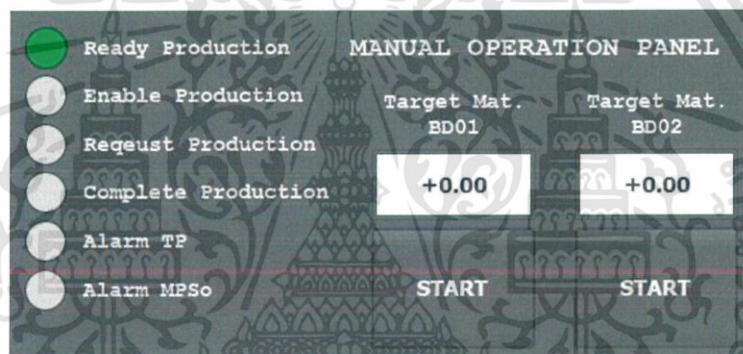 Ready Production
Enable Production
Reqeust Production
Complete Production
Alarm TP
Alarm MPSo
MANUAL OPERATION PANEL
Target Mat.
BD01
Target Mat.
BD02
+0.00
+0.00
START
START